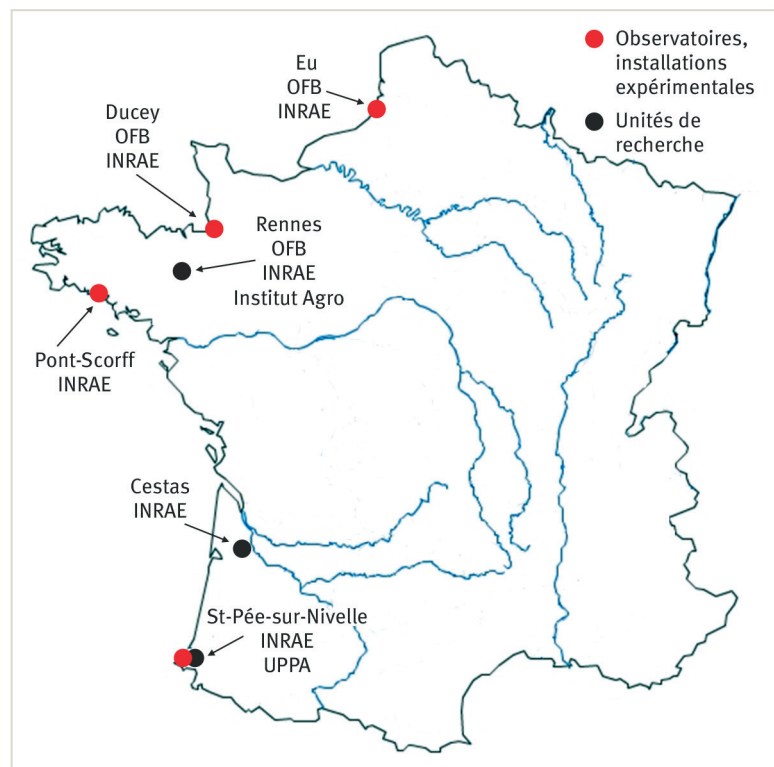 Observatoires,
installations
expérimentales
Unités de
recherche
Eu
OFB
INRAE
Ducey
OFB
INRAE
Rennes
OFB
INRAE
Institut Agro
Pont-Scorff
INRAE
Cestas
INRAE
St-Pée-sur-Nivelle
INRAE
UPPA